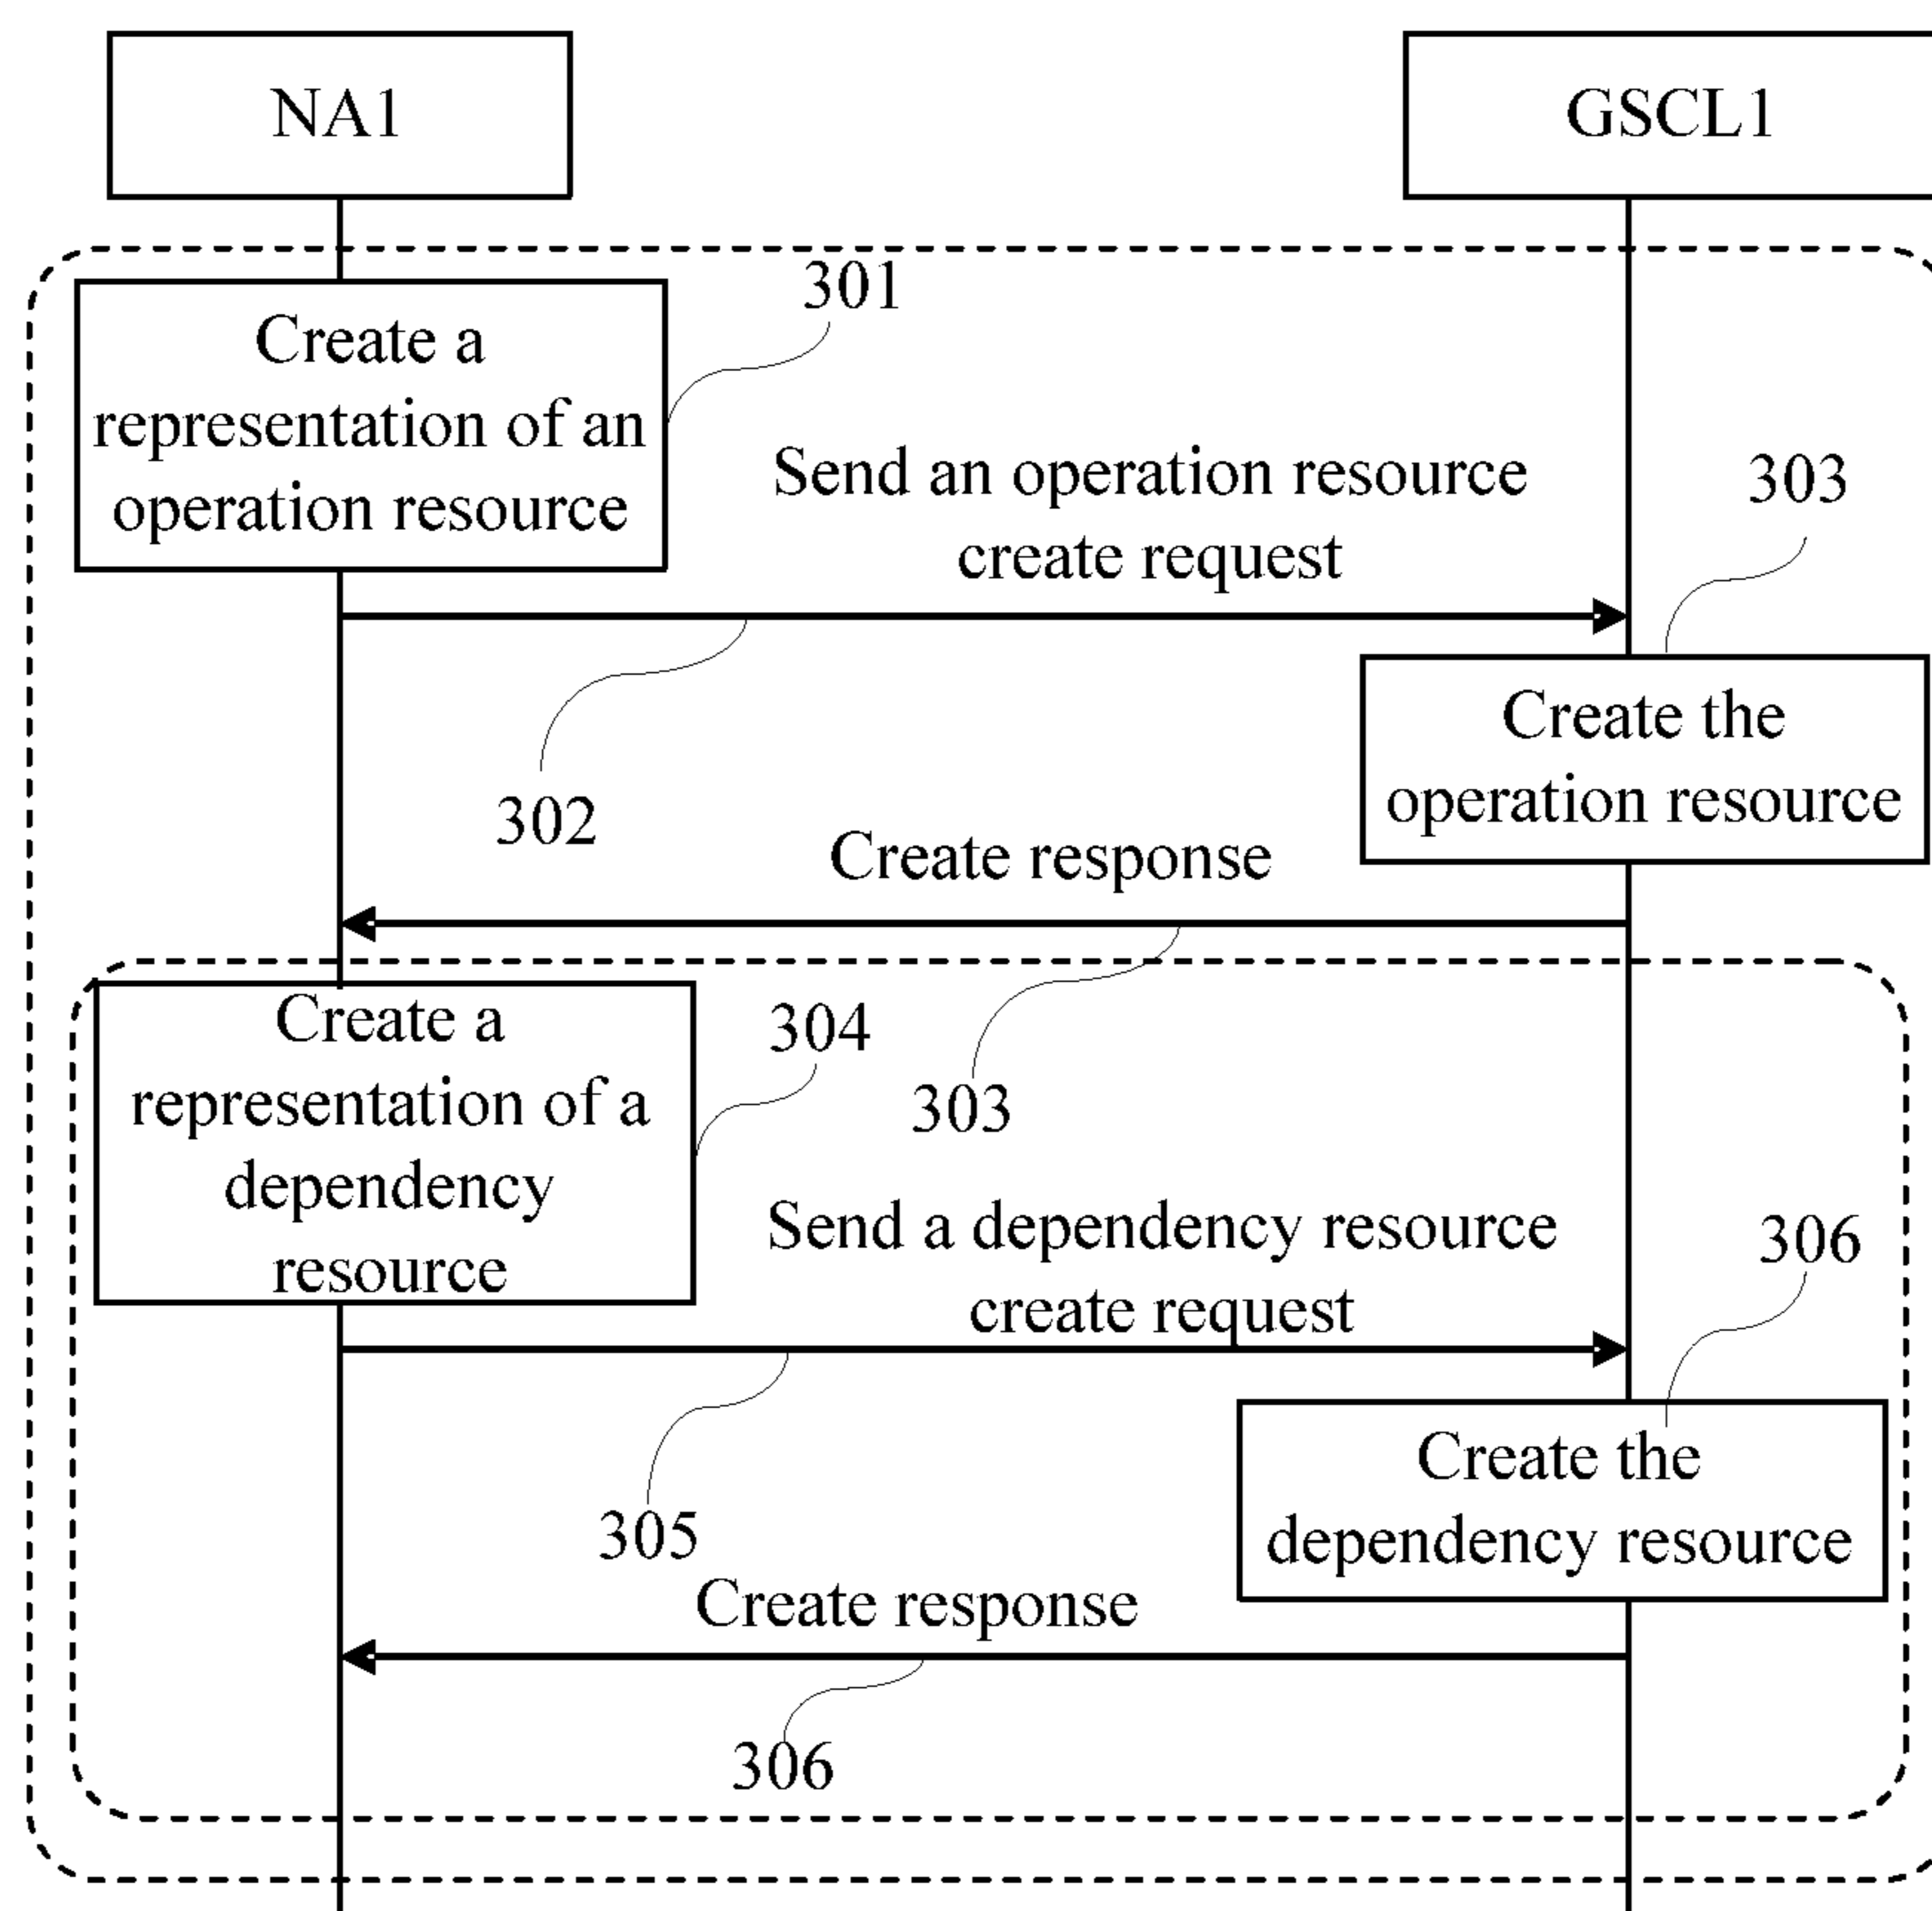 NA1
GSCL1
301
Create a
representation of an
operation resource
Send an operation resource
create request
303
302
Create the
operation resource
Create response
303
304
Create a
representation of a
dependency
resource
Send a dependency resource
create request
306
305
Create the
dependency resource
Create response
306